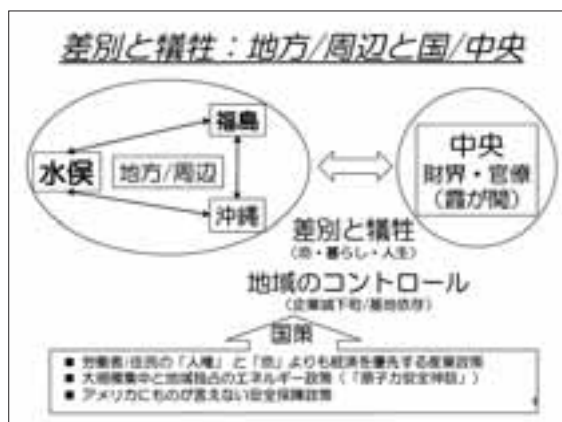 差別と犠牲：地方/周辺と国/中央
福島
水俣
地方/周辺
沖縄
中央
財界・官僚
(霞が関)
差別と犠牲
(命・暮らし・人生)
地域のコントロール
(企業城下町/基地依存)
国策
■ 労働者/住民の「人権」と「命」よりも経済を優先する産業政策
■ 大規模集中と地域独占のエネルギー政策(「原子力安全神話」)
■ アメリカにものが言えない安全保障政策